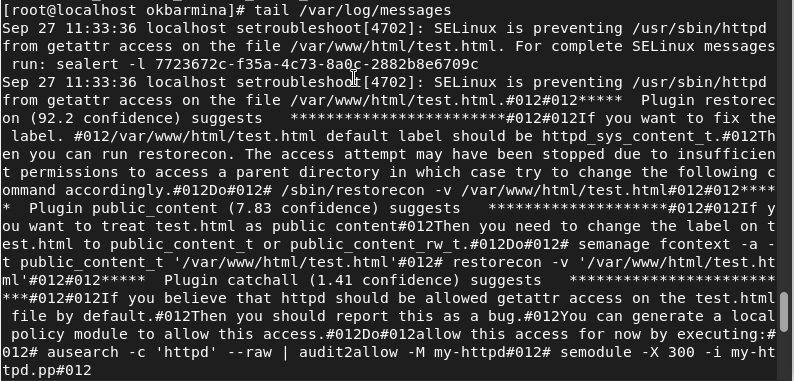 [root@localhost okbarmina]# tail /var/log/messages
Sep 27 11:33:36 localhost setroubleshoot[4702]: SELinux is preventing /usr/sbin/httpd
from getattr access on the file /var/www/html/test.html. For complete SELinux messages
 run: sealert -l 7723672c-f35a-4c73-8a0c-2882b8e6709c
Sep 27 11:33:36 localhost setroubleshoot[4702]: SELinux is preventing /usr/sbin/httpd
from getattr access on the file /var/www/html/test.html.#012#012*****  Plugin restorec
on (92.2 confidence) suggests   ************************#012#012If you want to fix the
 label. #012/var/www/html/test.html default label should be httpd_sys_content_t.#012Th
en you can run restorecon. The access attempt may have been stopped due to insufficien
t permissions to access a parent directory in which case try to change the following c
ommand accordingly.#012Do#012# /sbin/restorecon -v /var/www/html/test.html#012#012****
*  Plugin public_content (7.83 confidence) suggests   ********************#012#012If y
ou want to treat test.html as public content#012Then you need to change the label on t
est.html to public_content_t or public_content_rw_t.#012Do#012# semanage fcontext -a -
t public_content_t '/var/www/html/test.html'#012# restorecon -v '/var/www/html/test.ht
ml'#012#012*****  Plugin catchall (1.41 confidence) suggests   ***********************
***#012#012If you believe that httpd should be allowed getattr access on the test.html
 file by default.#012Then you should report this as a bug.#012You can generate a local
 policy module to allow this access.#012Do#012allow this access for now by executing:#
012# ausearch -c 'httpd' --raw | audit2allow -M my-httpd#012# semodule -X 300 -i my-ht
tpd.pp#012